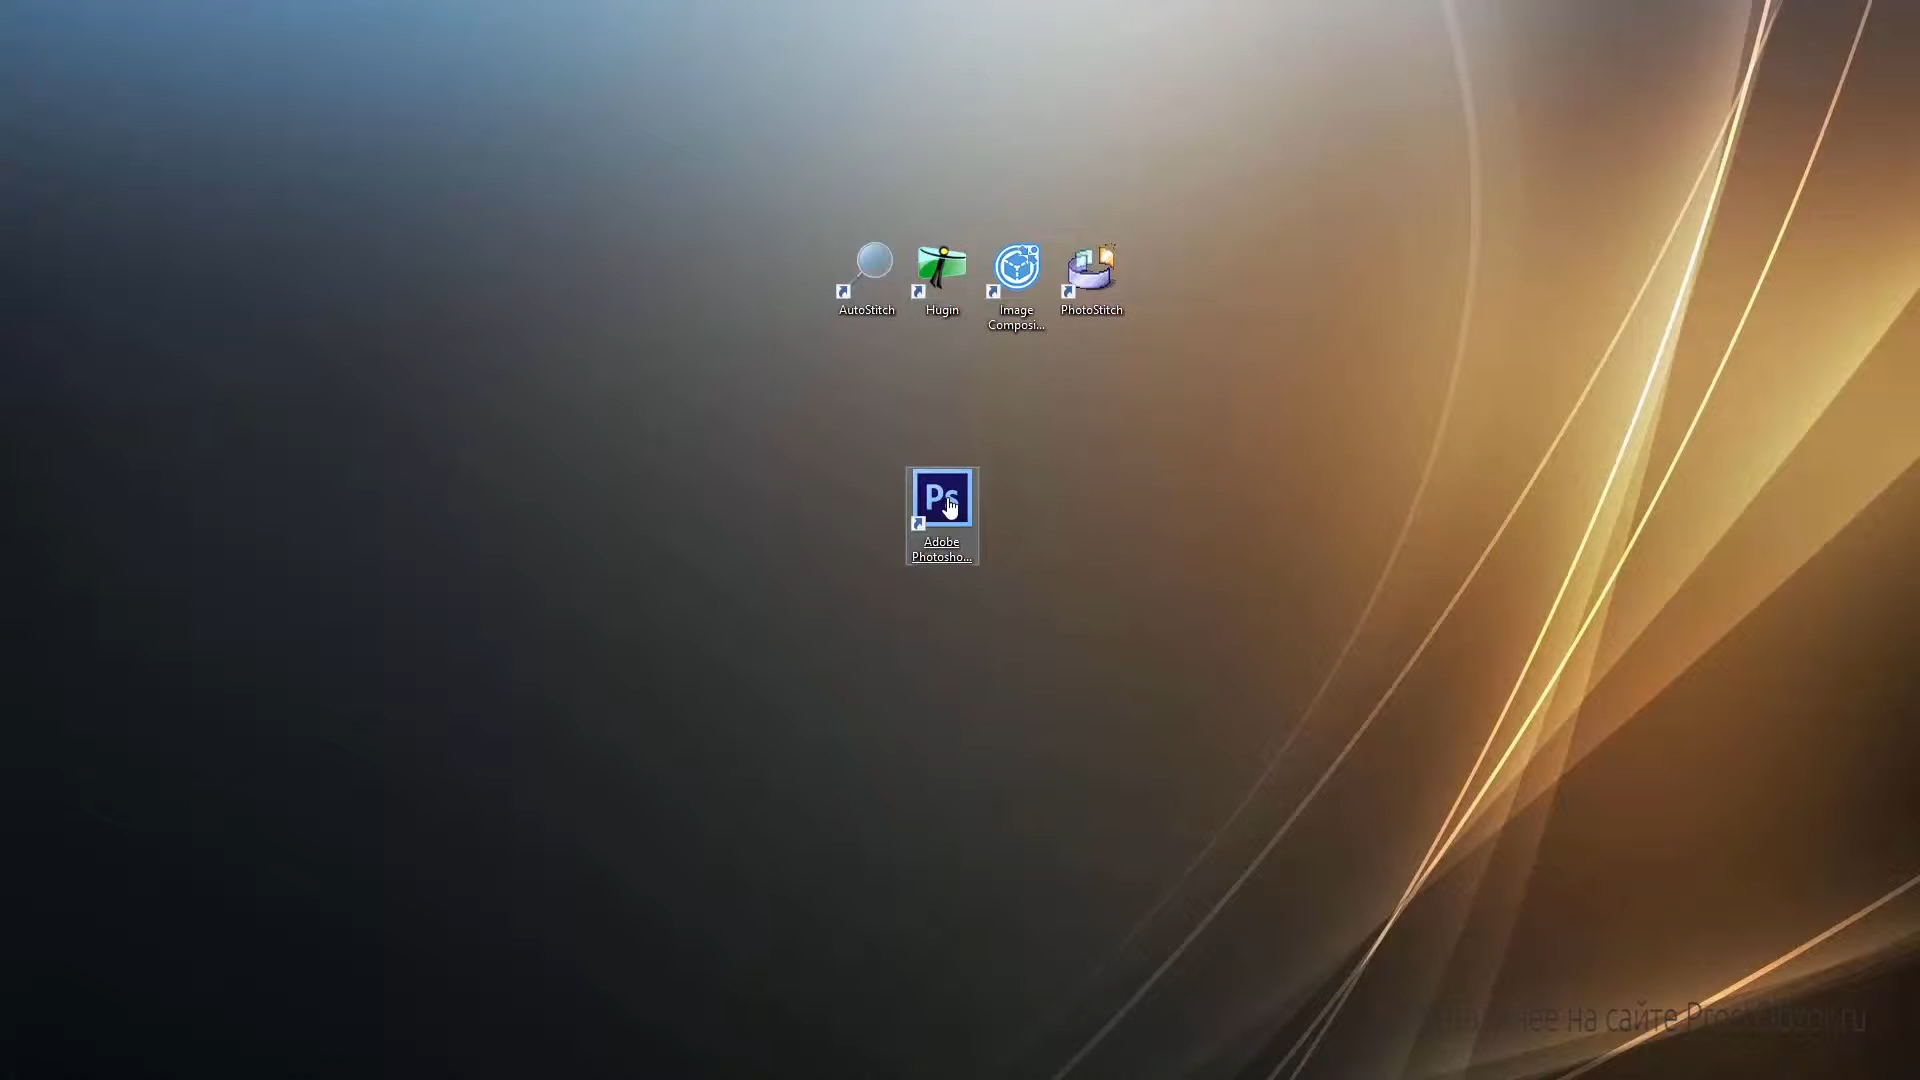 AutoStitch
Hugin
Image
Composi...
PhotoStitch
Ps
Adobe
Photosho...
на сайте